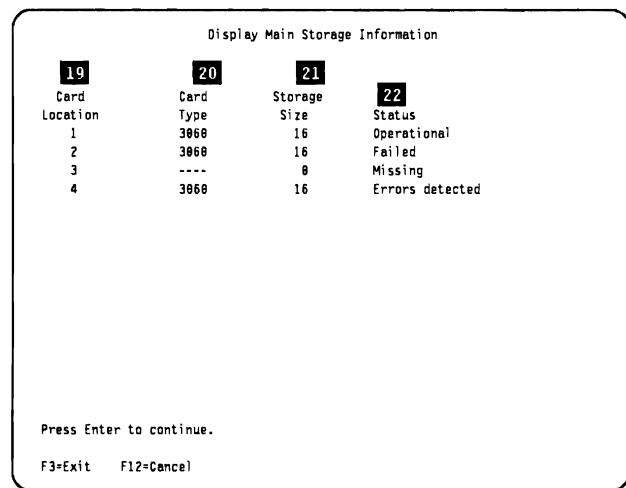 Display Main Storage Information
19 20 21
22
Card Card Storage
Location Type Size Status
1 3060 16 Operational
2 3060 16 Failed
3 ---- 0 Missing
4 3060 16 Errors detected
Press Enter to continue.
F3=Exit F12=Cancel